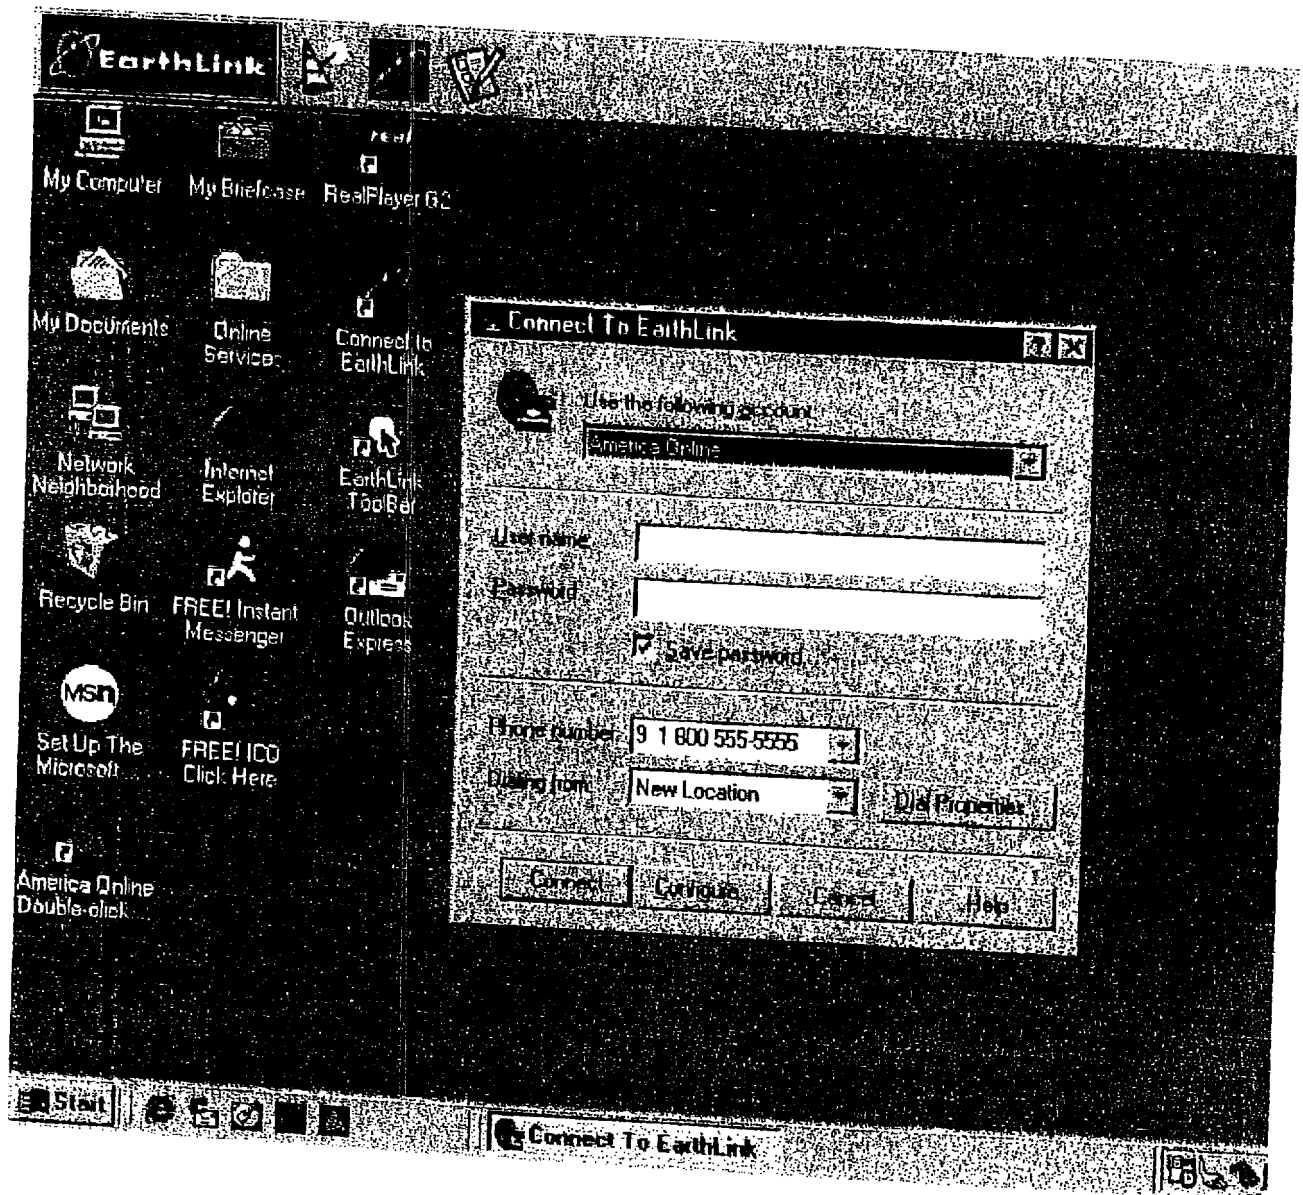 EarthLink
real
My Computer
My Briefcase
RealPlayer G2
My Documents
Online
Services
Connect to
EarthLink
Network
Neighborhood
Internet
Explorer
EarthLink
ToolBar
Recycle Bin
FREE! Instant
Messenger
Outlook
Express
msn
Set Up The
Microsoft ...
FREE! ICQ
Click Here
America Online
Double-click ...
Connect To EarthLink
Use the following account:
America Online
User name:
Password:
Save password
Phone number:
9 1 800 555-5555
Dialing from:
New Location
Dial Properties
Connect
Configure
Cancel
Help
Start
Connect To EarthLink